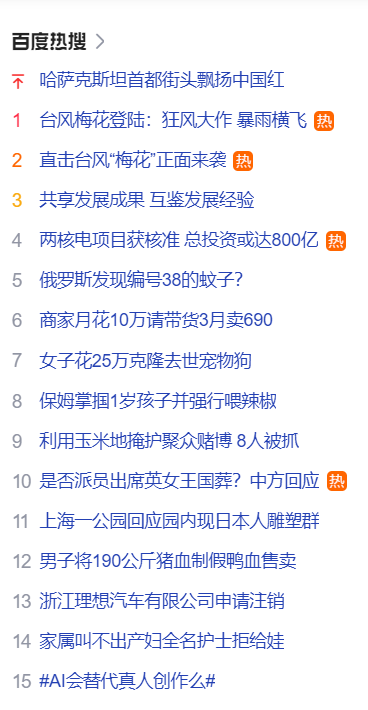 百度热搜
哈萨克斯坦首都街头飘扬中国红
1 台风梅花登陆：狂风大作 暴雨横飞 热
2 直击台风“梅花”正面来袭 热
3 共享发展成果 互鉴发展经验
4 两核电项目获核准 总投资或达800亿 热
5 俄罗斯发现编号38的蚊子？
6 商家月花10万请带货3月卖690
7 女子花25万克隆去世宠物狗
8 保姆掌掴1岁孩子并强行喂辣椒
9 利用玉米地掩护聚众赌博 8人被抓
10 是否派员出席英女王国葬？中方回应 热
11 上海一公园回应园内现日本人雕塑群
12 男子将190公斤猪血制假鸭血售卖
13 浙江理想汽车有限公司申请注销
14 家属叫不出产妇全名护士拒给娃
15 #AI会替代真人创作么#